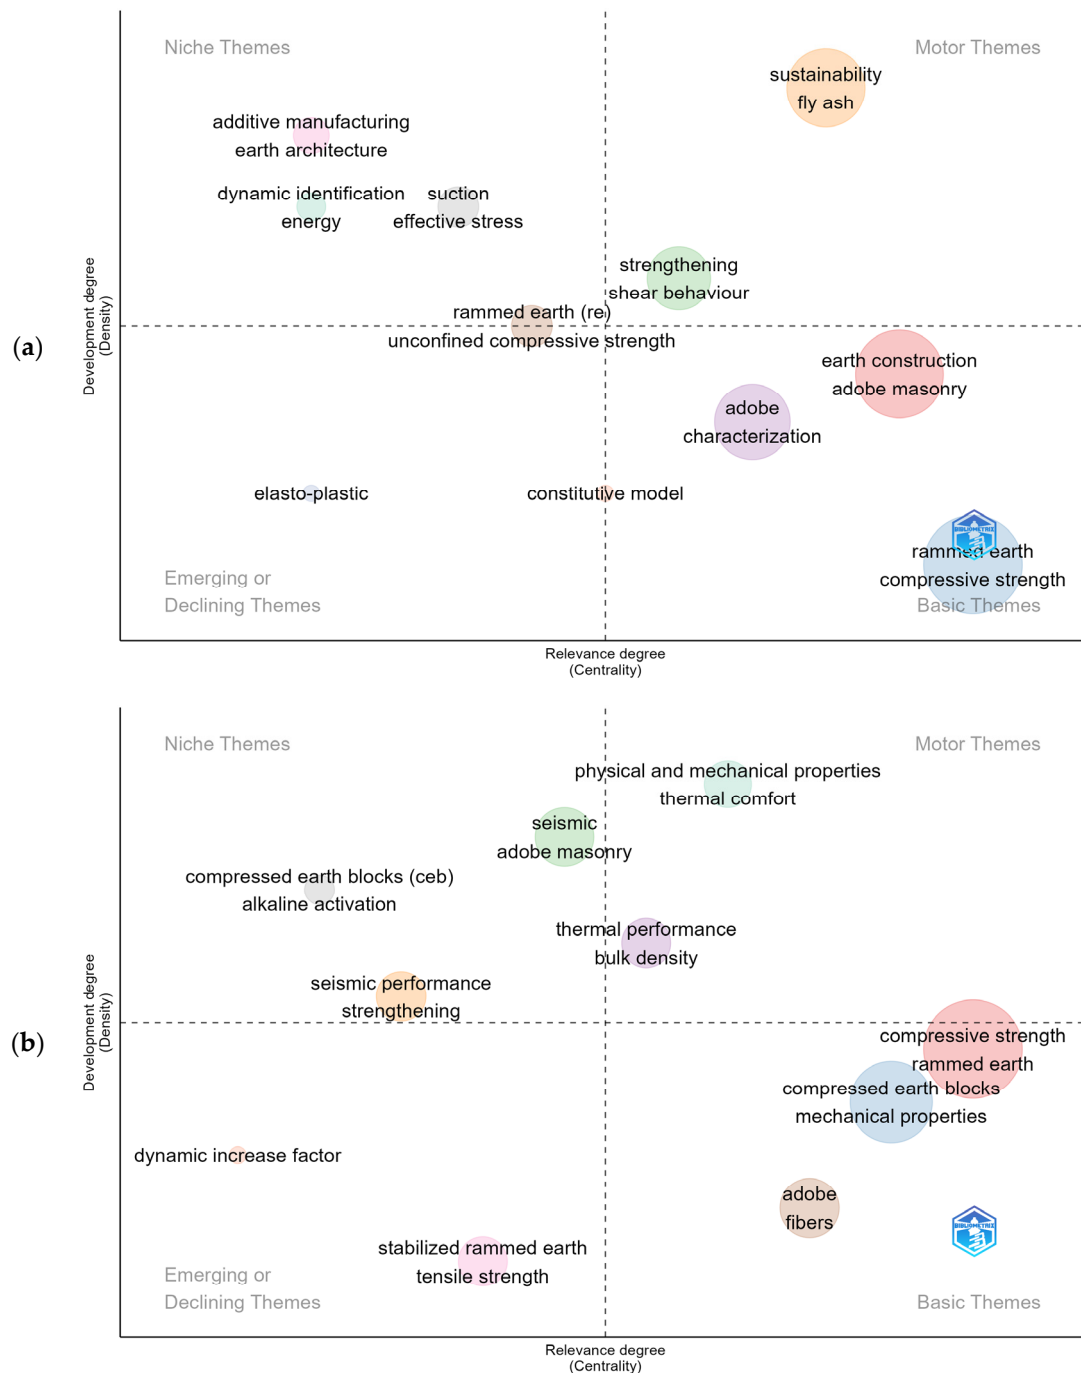 Niche Themes
Motor Themes
sustainability
fly ash
additive manufacturing
earth architecture
dynamic identification
energy
suction
effective stress
strengthening
shear behaviour
rammed earth (re)
unconfined compressive strength
earth construction
adobe masonry
adobe
characterization
elasto-plastic
constitutive model
BIBLIOMETRIX
rammed earth
compressive strength
Emerging or
Declining Themes
Basic Themes
Development degree
(Density)
(a)
Relevance degree
(Centrality)
Niche Themes
Motor Themes
physical and mechanical properties
thermal comfort
seismic
adobe masonry
compressed earth blocks (ceb)
alkaline activation
thermal performance
bulk density
seismic performance
strengthening
compressive strength
rammed earth
compressed earth blocks
mechanical properties
dynamic increase factor
adobe
fibers
BIBLIOMETRIX
stabilized rammed earth
tensile strength
Emerging or
Declining Themes
Basic Themes
Development degree
(Density)
(b)
Relevance degree
(Centrality)